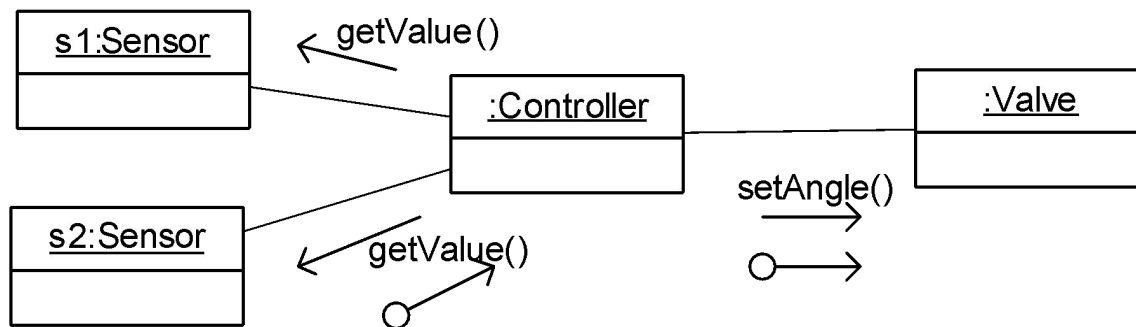 s1:Sensor
getValue()
:Controller
:Valve
setAngle()
s2:Sensor
getValue()